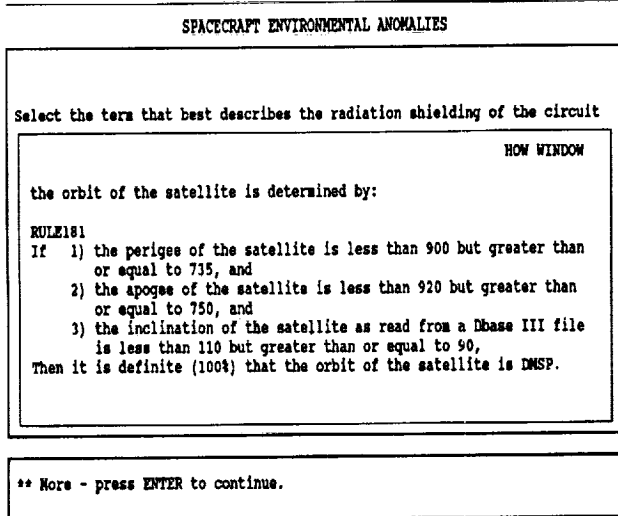 SPACECRAFT ENVIRONMENTAL ANOMALIES
Select the term that best describes the radiation shielding of the circuit
HOW WINDOW
the orbit of the satellite is determined by:
RULE181
If 1) the perigee of the satellite is less than 900 but greater than
or equal to 735, and
2) the apogee of the satellite is less than 920 but greater than
or equal to 750, and
3) the inclination of the satellite as read from a Dbase III file
is less than 110 but greater than or equal to 90,
Then it is definite (100%) that the orbit of the satellite is DMSP.
** More - press ENTER to continue.